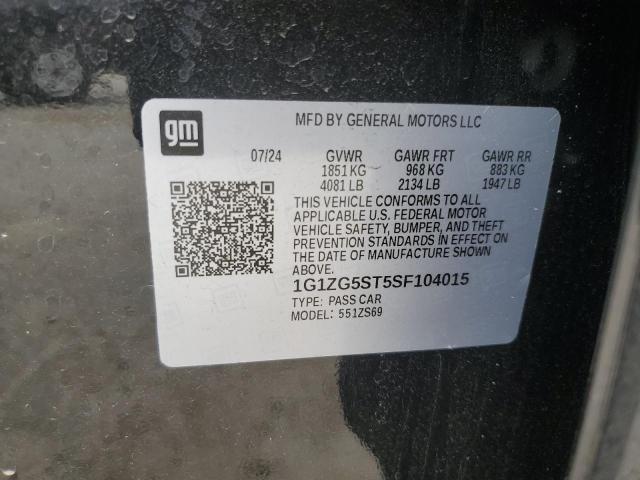 gm
MFD BY GENERAL MOTORS LLC
07/24 GVWR GAWR FRT GAWR RR
1851 KG 968 KG 883 KG
4081 LB 2134 LB 1947 LB
THIS VEHICLE CONFORMS TO ALL
APPLICABLE U.S. FEDERAL MOTOR
VEHICLE SAFETY, BUMPER, AND THEFT
PREVENTION STANDARDS IN EFFECT ON
THE DATE OF MANUFACTURE SHOWN
ABOVE.
1G1ZG5ST5SF104015
TYPE: PASS CAR
MODEL: 551ZS69